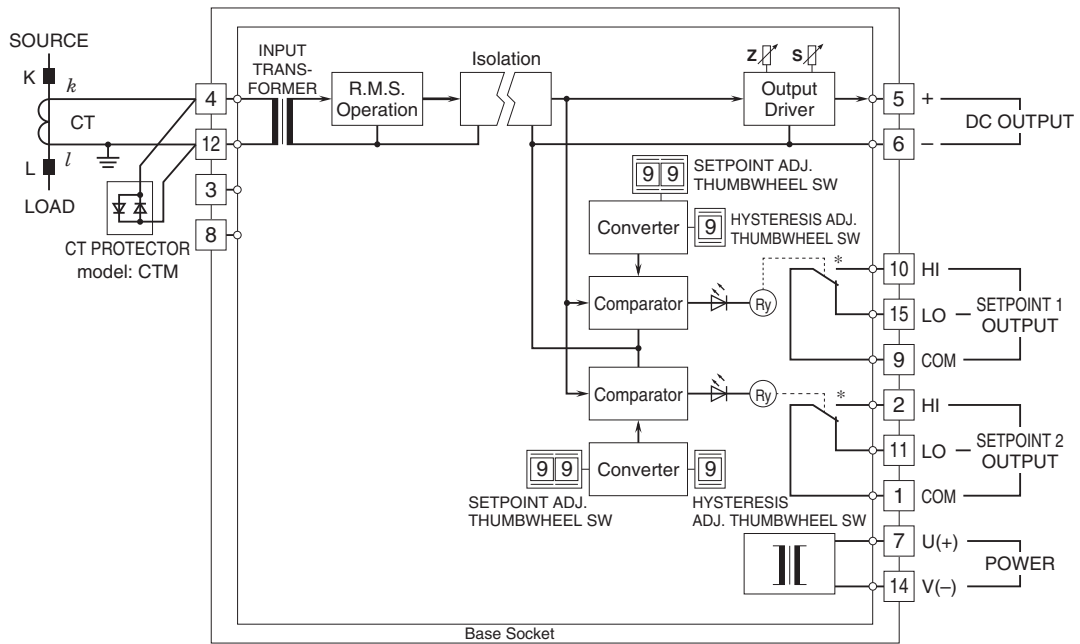 SOURCE
K
k
CT
L
l
LOAD
CT PROTECTOR
model: CTM
4
12
3
8
INPUT
TRANS-
FORMER
R.M.S.
Operation
Isolation
Z
S
Output
Driver
5 +
6 −
DC OUTPUT
9 9
SETPOINT ADJ.
THUMBWHEEL SW
Converter
9
HYSTERESIS ADJ.
THUMBWHEEL SW
Comparator
Ry
*
10 HI
15 LO
9 COM
SETPOINT 1
OUTPUT
Comparator
Ry
*
2 HI
11 LO
1 COM
SETPOINT 2
OUTPUT
9 9
Converter
9
SETPOINT ADJ.
THUMBWHEEL SW
HYSTERESIS
ADJ. THUMBWHEEL SW
7 U(+)
14 V(−)
POWER
Base Socket